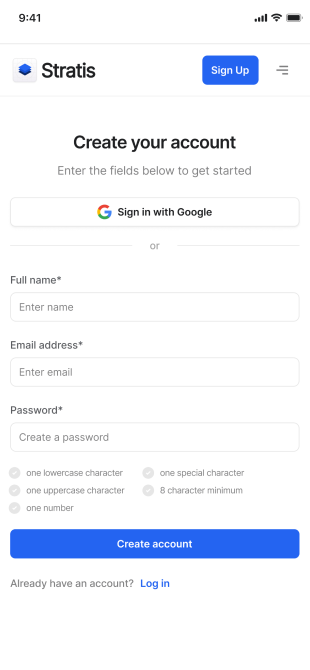 9:41
Stratis
Sign Up
Create your account
Enter the fields below to get started
Sign in with Google
or
Full name*
Enter name
Email address*
Enter email
Password*
Create a password
one lowercase character
one special character
one uppercase character
8 character minimum
one number
Create account
Already have an account? Log in